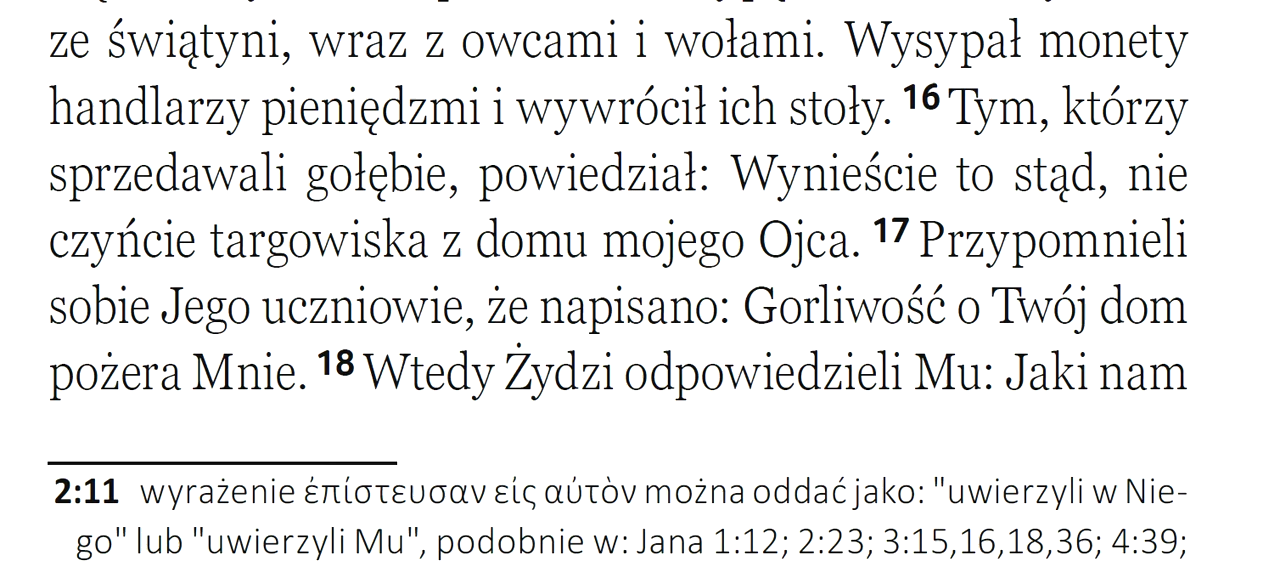 ze świątyni, wraz z owcami i wołami. Wysypał monety
handlarzy pieniędzmi i wywrócił ich stoły. 16 Tym, którzy
sprzedawali gołębie, powiedział: Wynieście to stąd, nie
czyńcie targowiska z domu mojego Ojca. 17 Przypomnieli
sobie Jego uczniowie, że napisano: Gorliwość o Twój dom
pożera Mnie. 18 Wtedy Żydzi odpowiedzieli Mu: Jaki nam
2:11 wyrażenie ἐπίστευσαν εἰς αὐτὸν można oddać jako: "uwierzyli w Nie-
go" lub "uwierzyli Mu", podobnie w: Jana 1:12; 2:23; 3:15,16,18,36; 4:39;